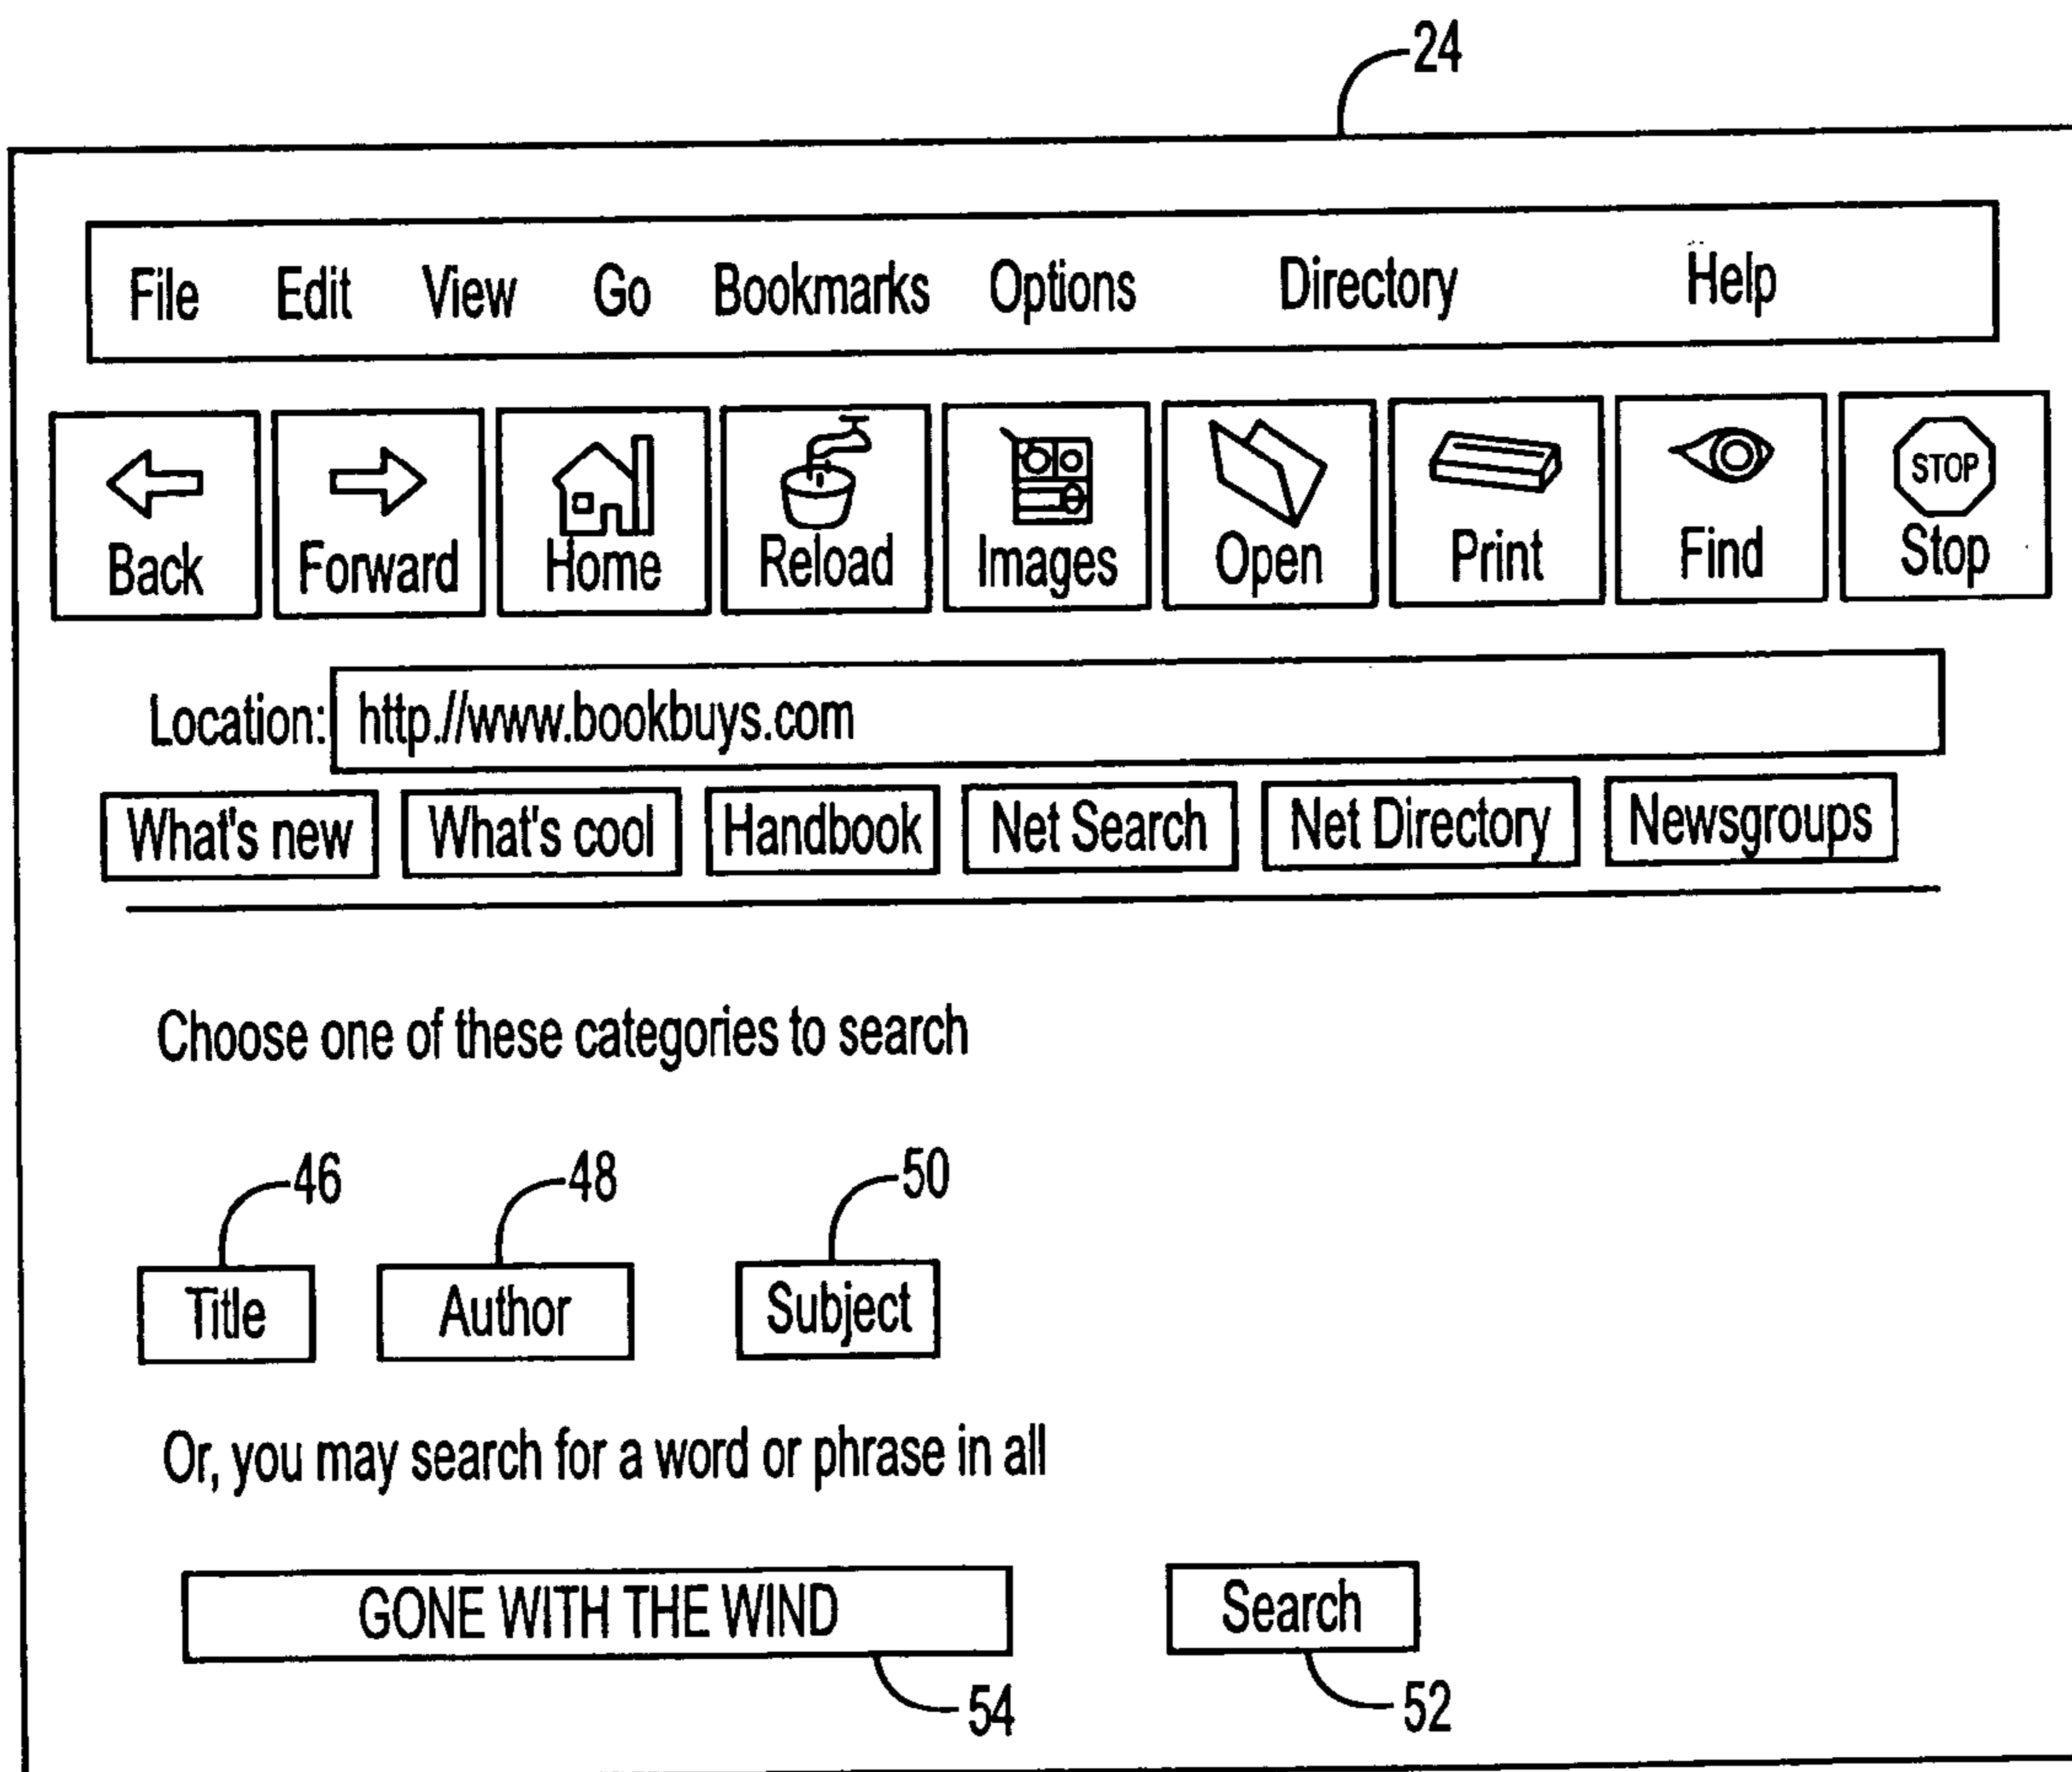 24
File Edit View Go Bookmarks Options Directory Help
STOP
Back Forward Home Reload Images Open Print Find Stop
Location: http.//www.bookbuys.com
What's new What's cool Handbook Net Search Net Directory Newsgroups
Choose one of these categories to search
46 48 50
Title Author Subject
Or, you may search for a word or phrase in all
GONE WITH THE WIND Search
54 52